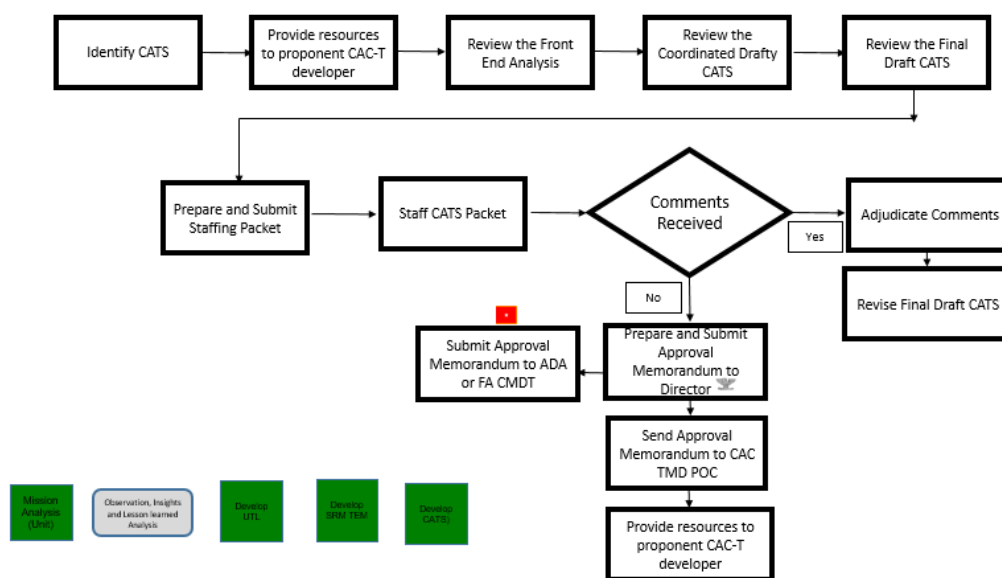 Identify CATS
Provide resources
to proponent CAC-T
developer
Review the Front
End Analysis
Review the
Coordinated Drafty
CATS
Review the Final
Draft CATS
Prepare and Submit
Staffing Packet
Staff CATS Packet
Comments
Received
Yes
Adjudicate Comments
Revise Final Draft CATS
No
Submit Approval
Memorandum to ADA
or FA CMDT
Prepare and Submit
Approval
Memorandum to
Director
Send Approval
Memorandum to CAC
TMD POC
Provide resources to
proponent CAC-T
developer
Mission
Analysis
(Unit)
Observation, Insights
and Lesson learned
Analysis
Develop
UTL
Develop
SRM TEM
Develop
CATS)